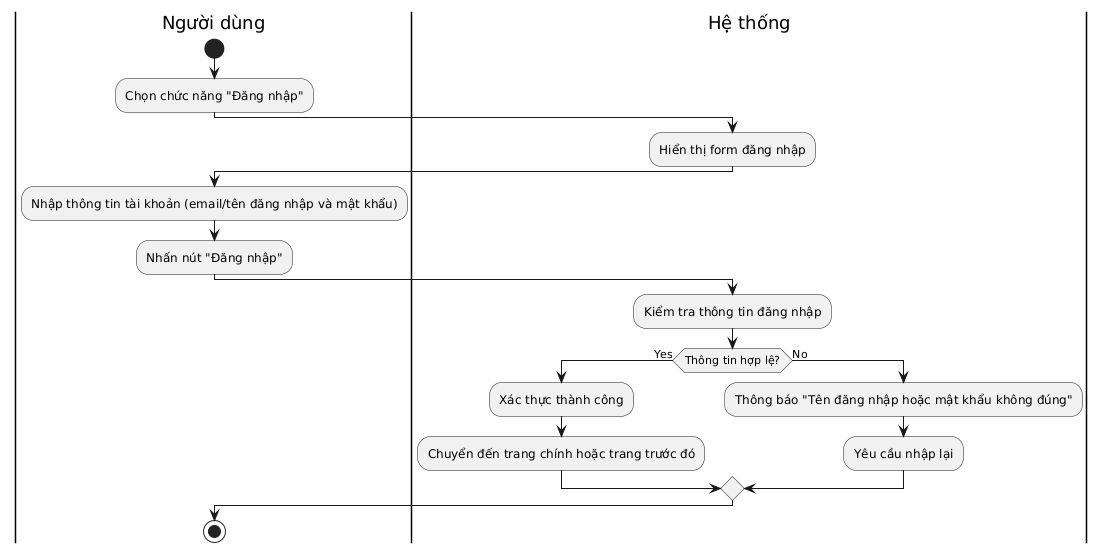 Người dùng
Hệ thống
Chọn chức năng "Đăng nhập"
Hiển thị form đăng nhập
Nhập thông tin tài khoản (email/tên đăng nhập và mật khẩu)
Nhấn nút "Đăng nhập"
Kiểm tra thông tin đăng nhập
Yes
Thông tin hợp lệ?
No
Xác thực thành công
Thông báo "Tên đăng nhập hoặc mật khẩu không đúng"
Chuyển đến trang chính hoặc trang trước đó
Yêu cầu nhập lại